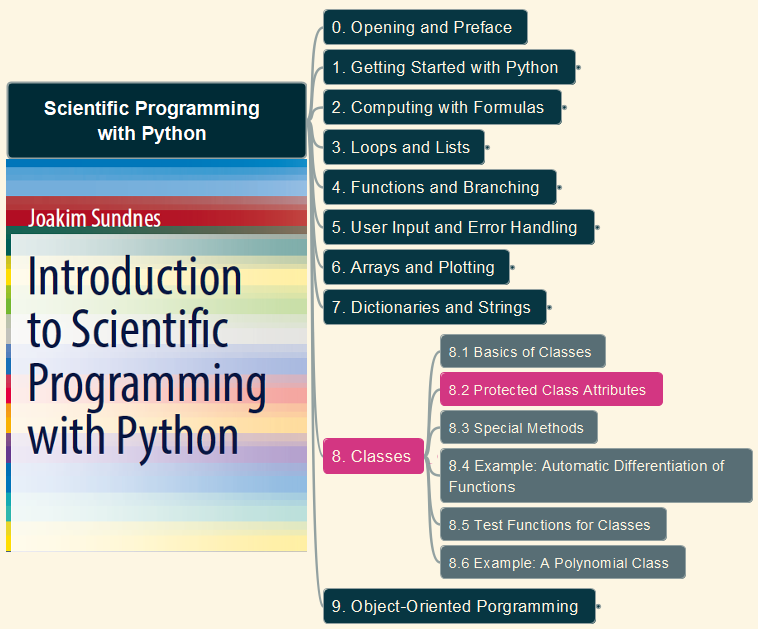 Scientific Programming
with Python
Joakim Sundnes
Introduction
to Scientific
Programming
with Python
0. Opening and Preface
1. Getting Started with Python
2. Computing with Formulas
3. Loops and Lists
4. Functions and Branching
5. User Input and Error Handling
6. Arrays and Plotting
7. Dictionaries and Strings
8. Classes
8.1 Basics of Classes
8.2 Protected Class Attributes
8.3 Special Methods
8.4 Example: Automatic Differentiation of
Functions
8.5 Test Functions for Classes
8.6 Example: A Polynomial Class
9. Object-Oriented Porgramming